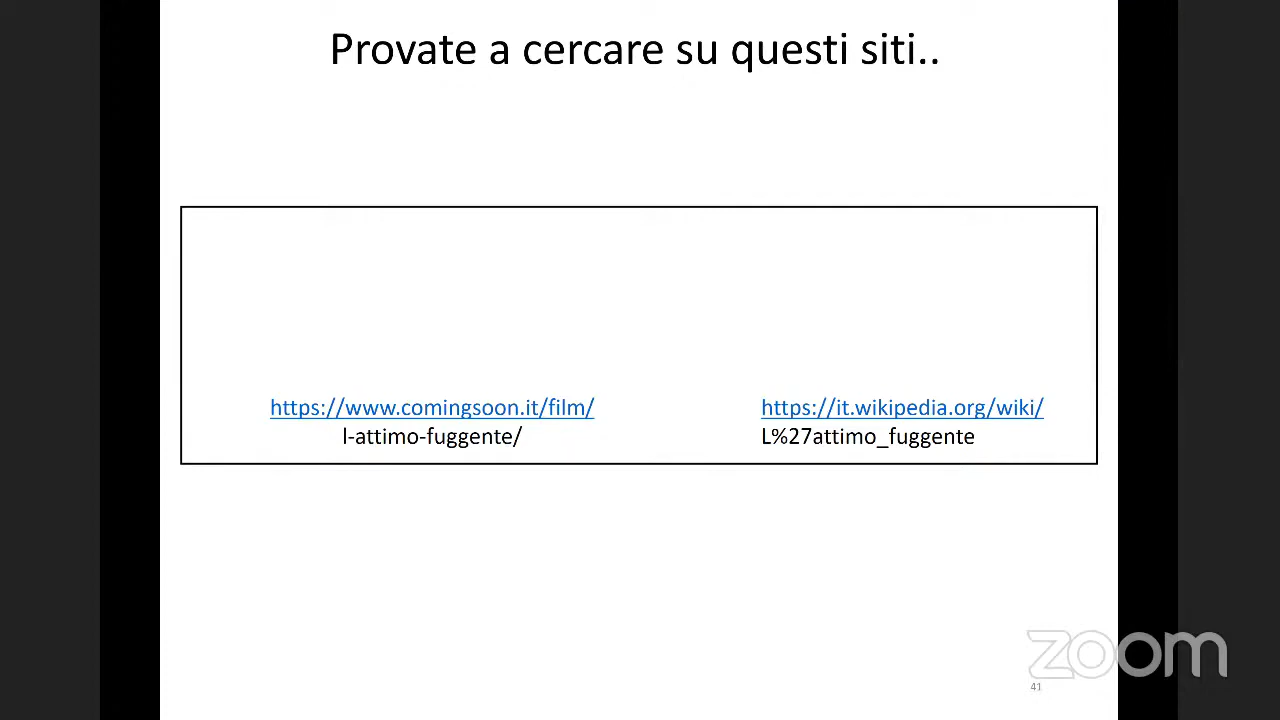 Provate a cercare su questi siti..
https://www.comingsoon.it/film/
l-attimo-fuggente/
https://it.wikipedia.org/wiki/
L%27attimo_fuggente
zoom
41